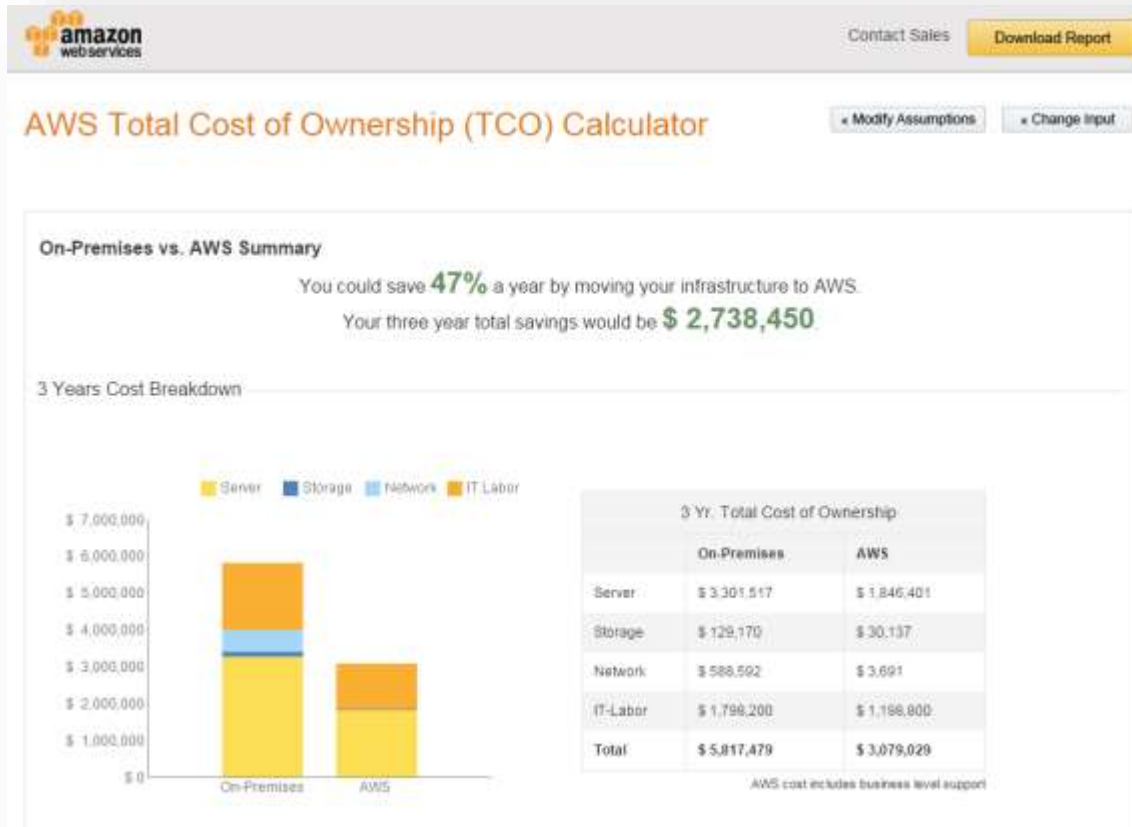 amazon
webservices
Contact Sales
Download Report
AWS Total Cost of Ownership (TCO) Calculator
« Modify Assumptions
« Change Input
On-Premises vs. AWS Summary
You could save 47% a year by moving your infrastructure to AWS.
Your three year total savings would be $ 2,738,450.
3 Years Cost Breakdown
Server Storage Network IT Labor
$ 7,000,000
$ 6,000,000
$ 5,000,000
$ 4,000,000
$ 3,000,000
$ 2,000,000
$ 1,000,000
$ 0
On-Premises AWS
3 Yr. Total Cost of Ownership
On-Premises AWS
Server $ 3,301,517 $ 1,846,401
Storage $ 129,170 $ 30,137
Network $ 588,592 $ 3,691
IT-Labor $ 1,798,200 $ 1,198,800
Total $ 5,817,479 $ 3,079,029
AWS cost includes business level support